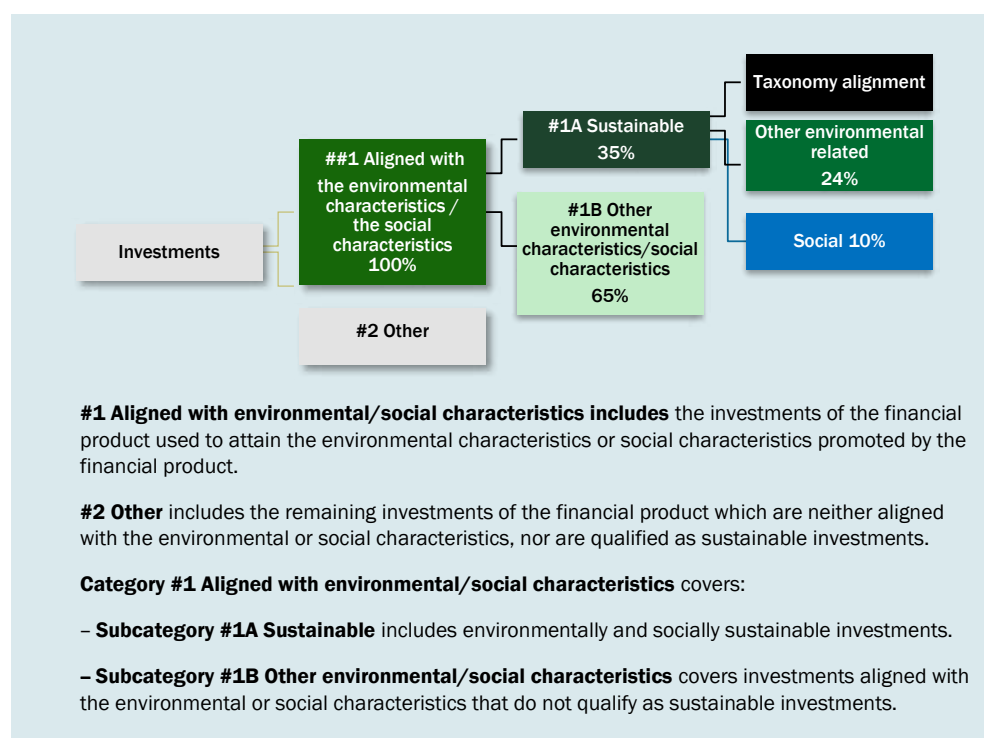 Investments
##1 Aligned with
the environmental
characteristics /
the social
characteristics
100%
#2 Other
#1A Sustainable
35%
#1B Other
environmental
characteristics/social
characteristics
65%
Taxonomy alignment
Other environmental
related
24%
Social 10%
#1 Aligned with environmental/social characteristics includes the investments of the financial
product used to attain the environmental characteristics or social characteristics promoted by the
financial product.
#2 Other includes the remaining investments of the financial product which are neither aligned
with the environmental or social characteristics, nor are qualified as sustainable investments.
Category #1 Aligned with environmental/social characteristics covers:
– Subcategory #1A Sustainable includes environmentally and socially sustainable investments.
– Subcategory #1B Other environmental/social characteristics covers investments aligned with
the environmental or social characteristics that do not qualify as sustainable investments.